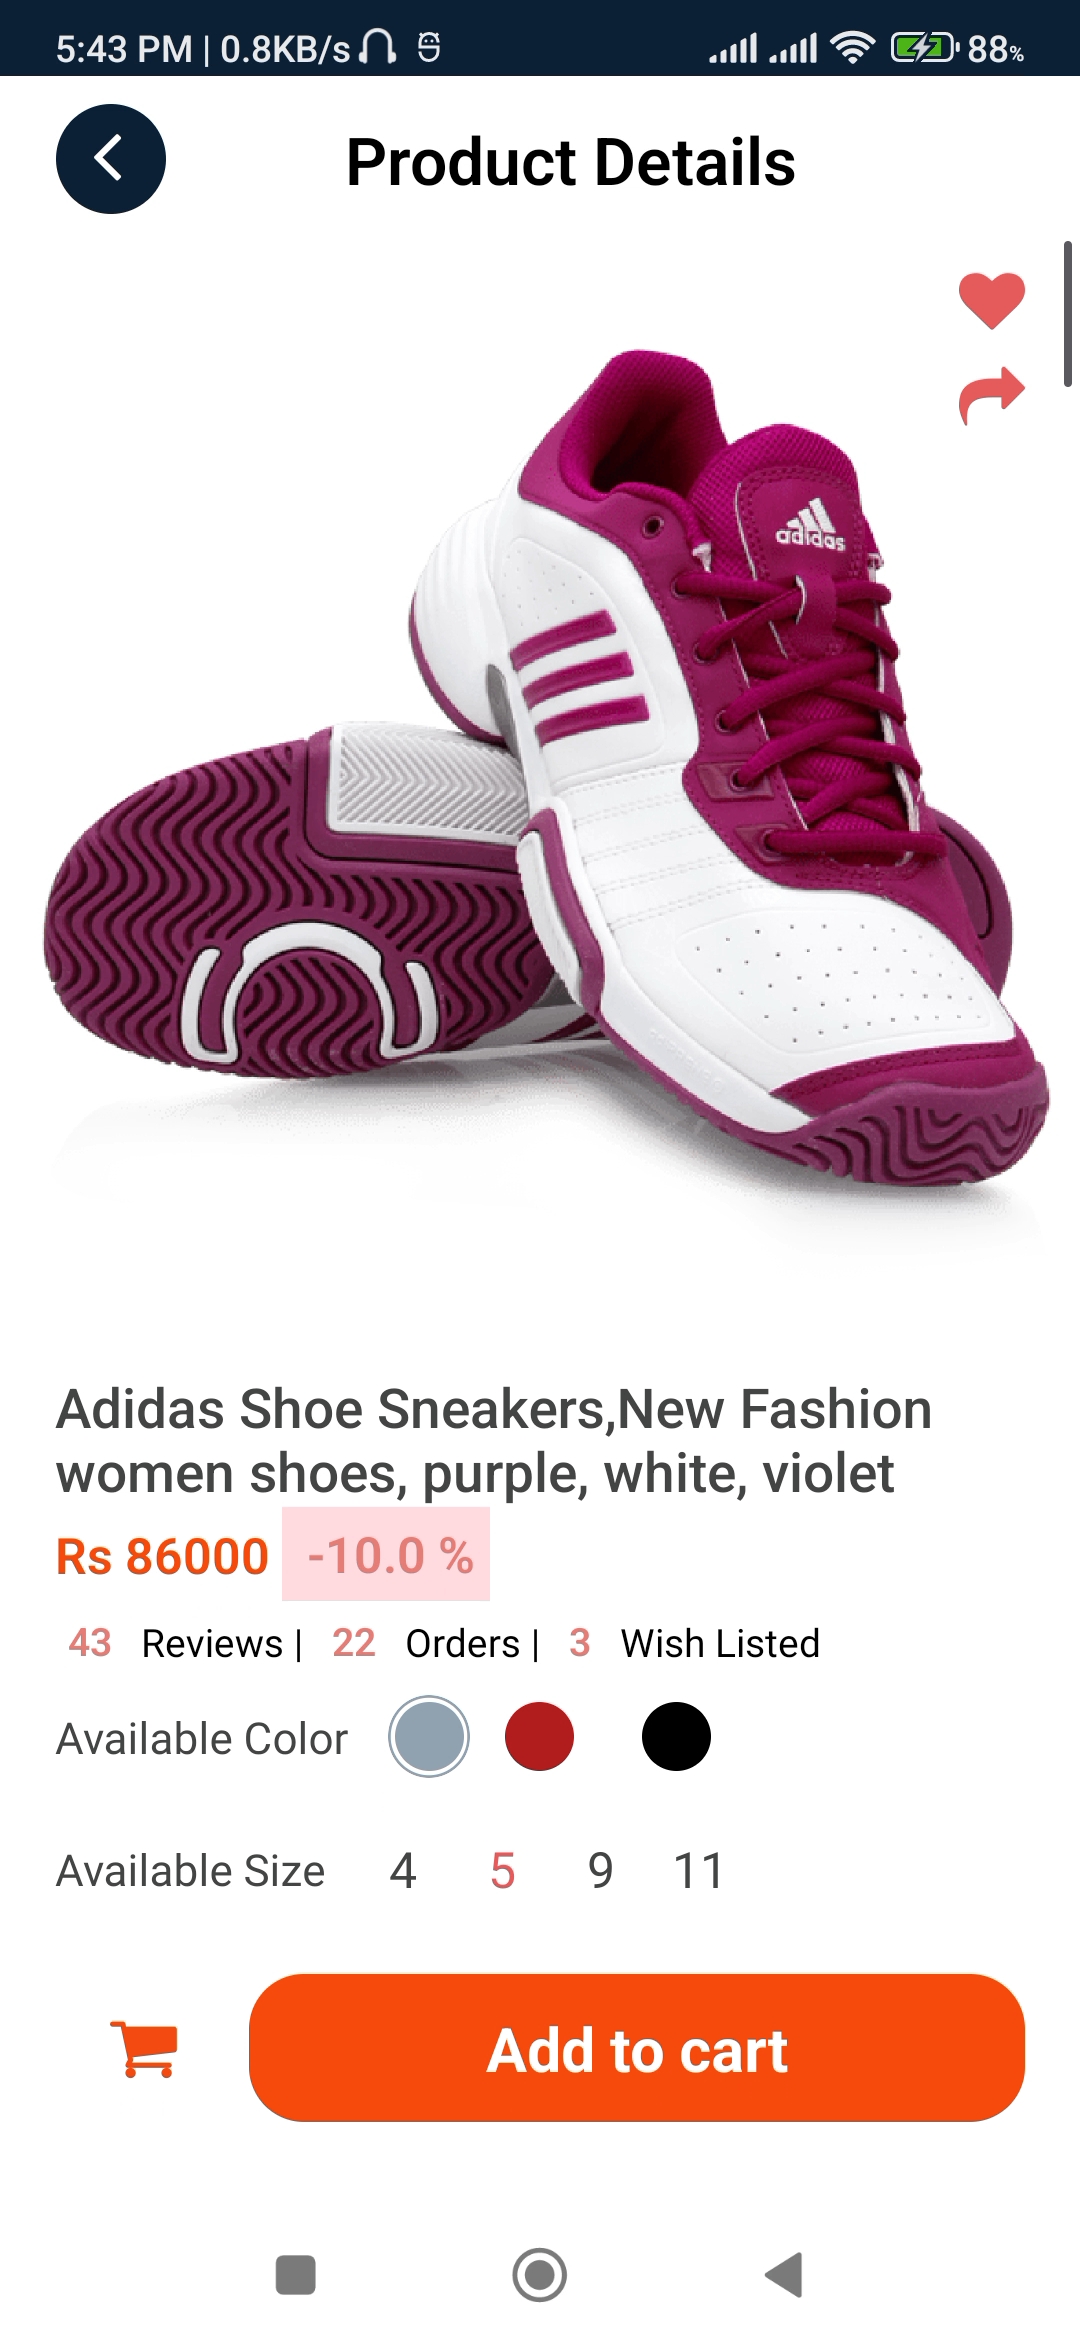 5:43 PM | 0.8KB/s 88%
Product Details
adidas
Adidas Shoe Sneakers,New Fashion
women shoes, purple, white, violet
Rs 86000 -10.0 %
43 Reviews | 22 Orders | 3 Wish Listed
Available Color
Available Size 4 5 9 11
Add to cart